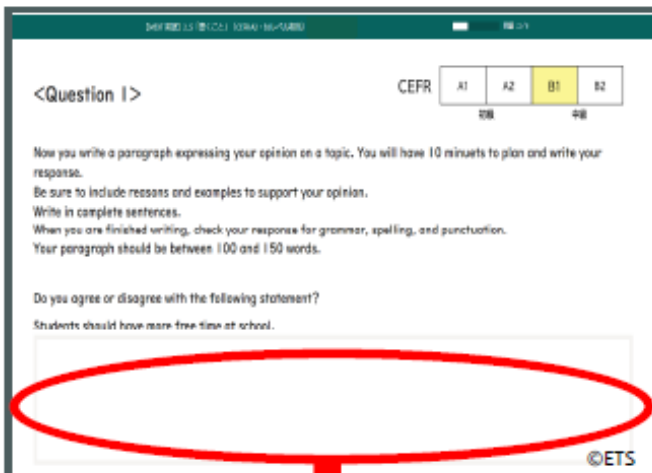 <Question 1>
CEFR A1 A2 B1 B2
初級 中級
Now you write a paragraph expressing your opinion on a topic. You will have 10 minuets to plan and write your
response.
Be sure to include reasons and examples to support your opinion.
Write in complete sentences.
When you are finished writing, check your response for grammar, spelling, and punctuation.
Your paragraph should be between 100 and 150 words.
Do you agree or disagree with the following statement?
Students should have more free time at school.
©ETS